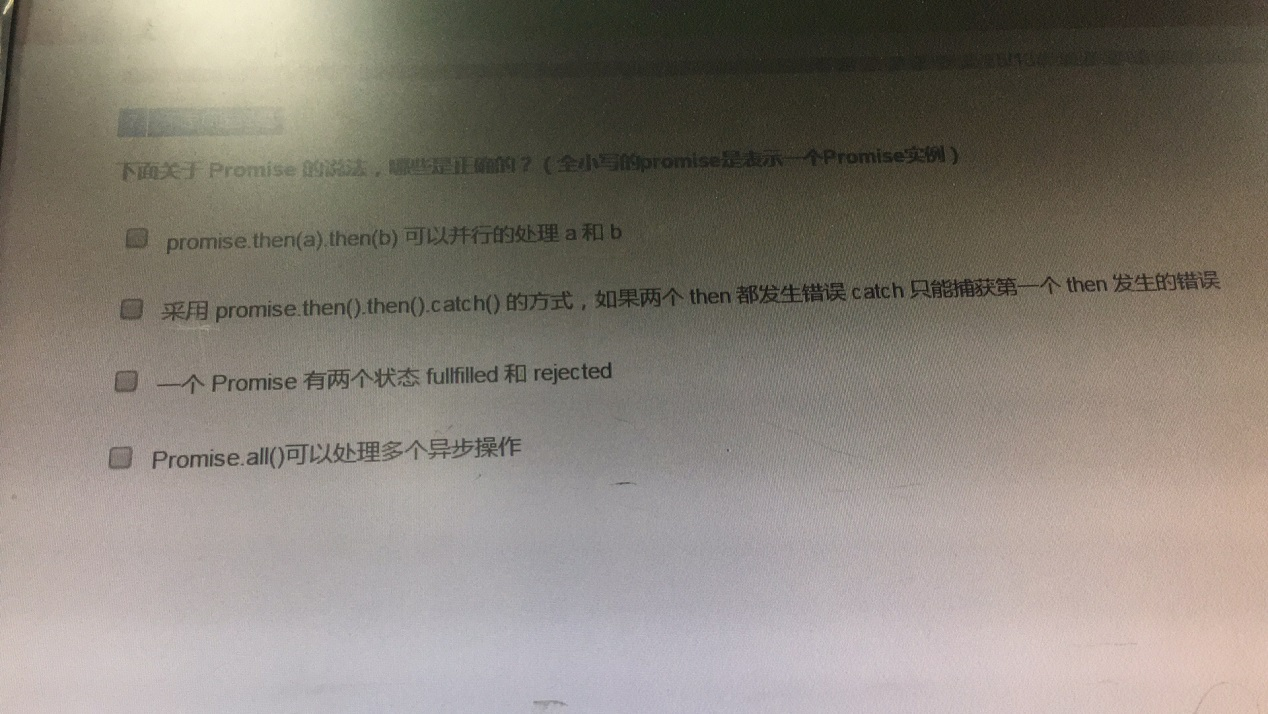 下面关于 Promise 的说法，哪些是正确的？（全小写的promise是表示一个Promise实例）
promise.then(a).then(b) 可以并行的处理 a 和 b
采用 promise.then().then().catch() 的方式，如果两个 then 都发生错误 catch 只能捕获第一个 then 发生的错误
一个 Promise 有两个状态 fullfilled 和 rejected
Promise.all()可以处理多个异步操作